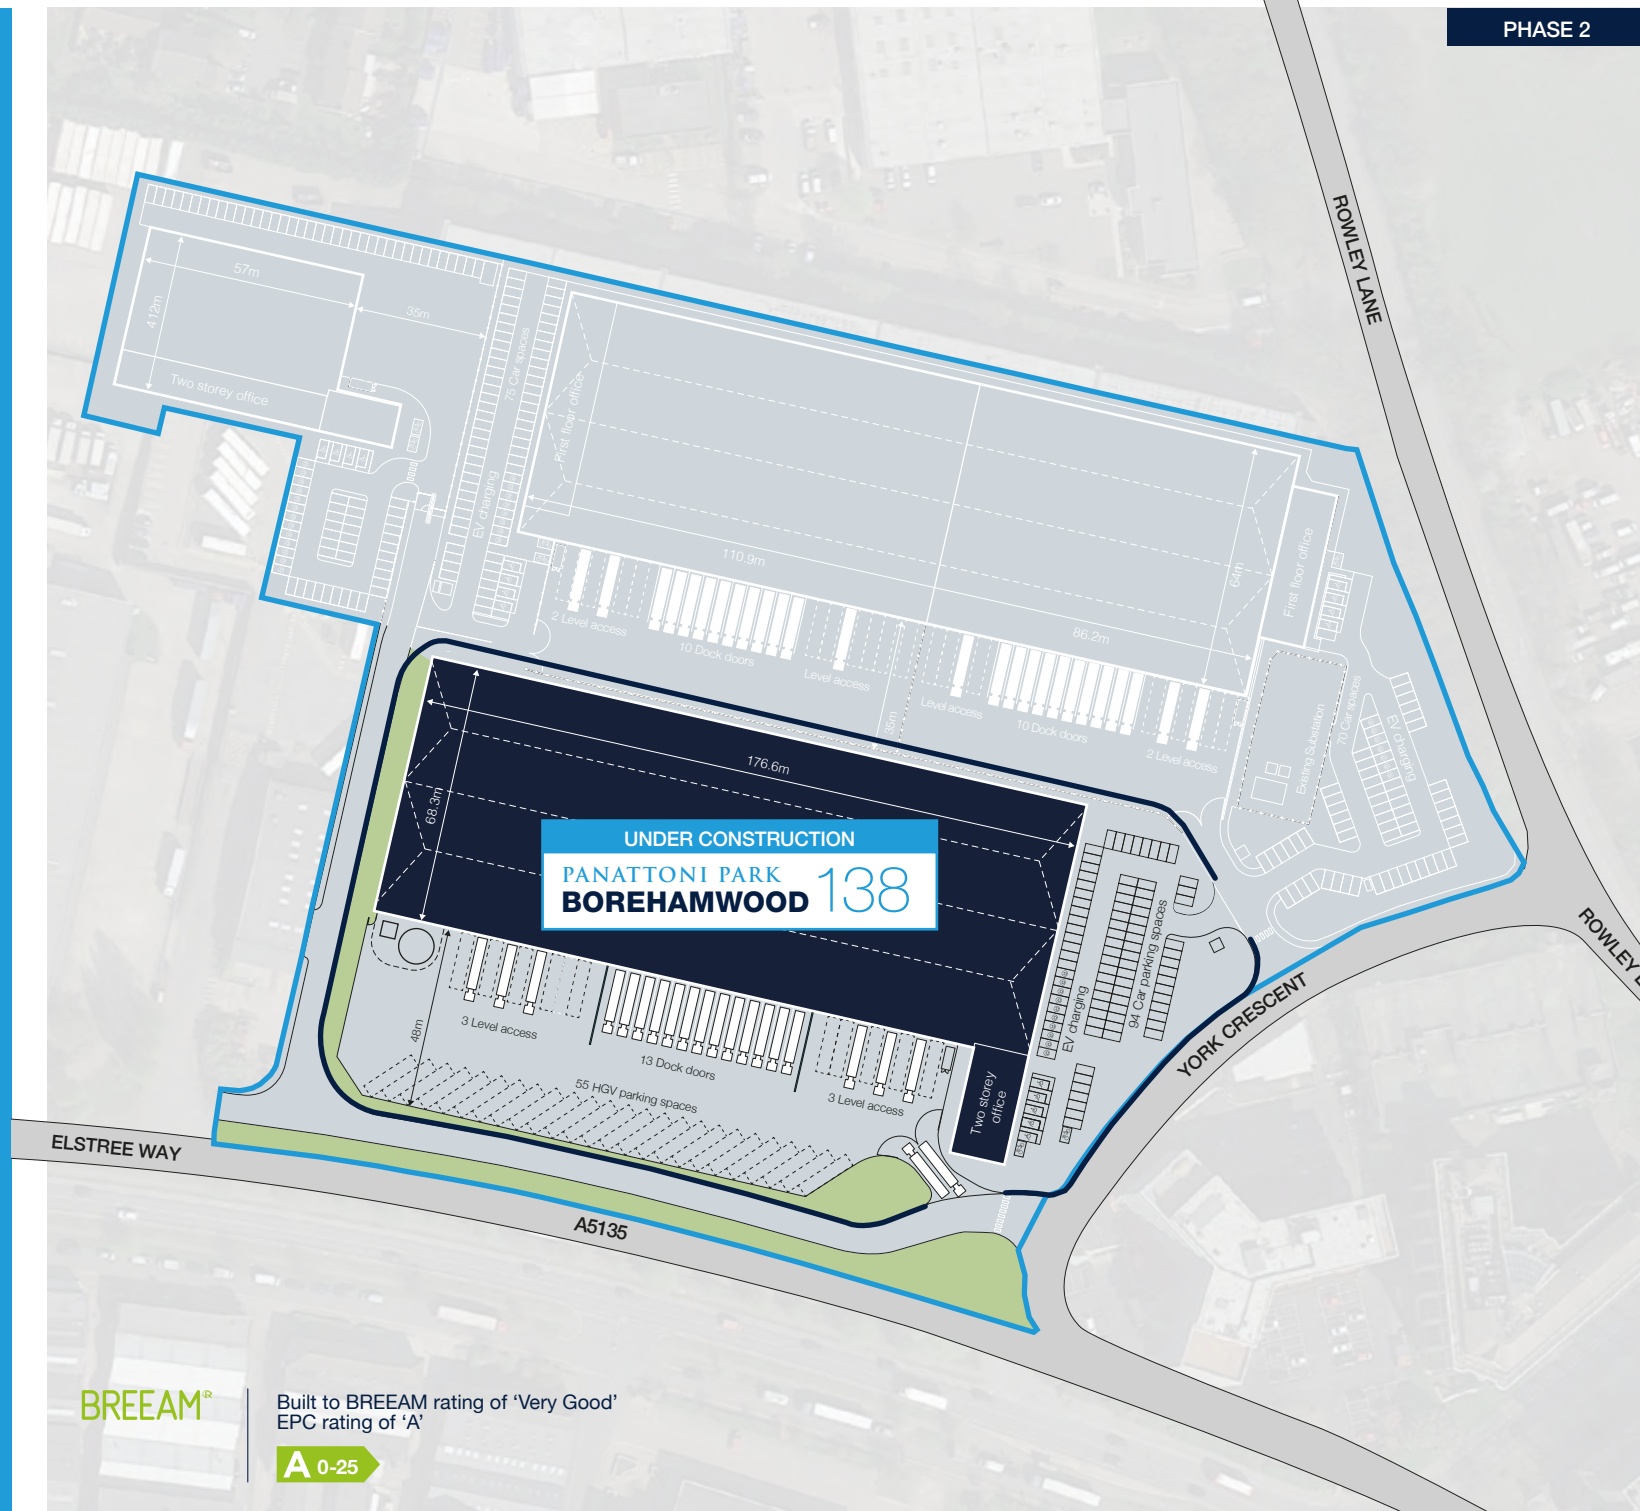 PHASE 2
ROWLEY LANE
57m
41.2m
35m
Two storey office
75 Car spaces
EV charging
First floor office
110.9m
64m
First floor office
86.2m
2 Level access
10 Dock doors
Level access
35m
Level access
10 Dock doors
2 Level access
Existing Substation
70 Car spaces
EV charging
176.6m
68.3m
UNDER CONSTRUCTION
PANATTONI PARK
BOREHAMWOOD 138
48m
3 Level access
13 Dock doors
55 HGV parking spaces
3 Level access
Two storey
office
EV charging
94 Car parking spaces
YORK CRESCENT
ELSTREE WAY
A5135
BREEAM®
Built to BREEAM rating of ‘Very Good’
EPC rating of ‘A’
A 0-25